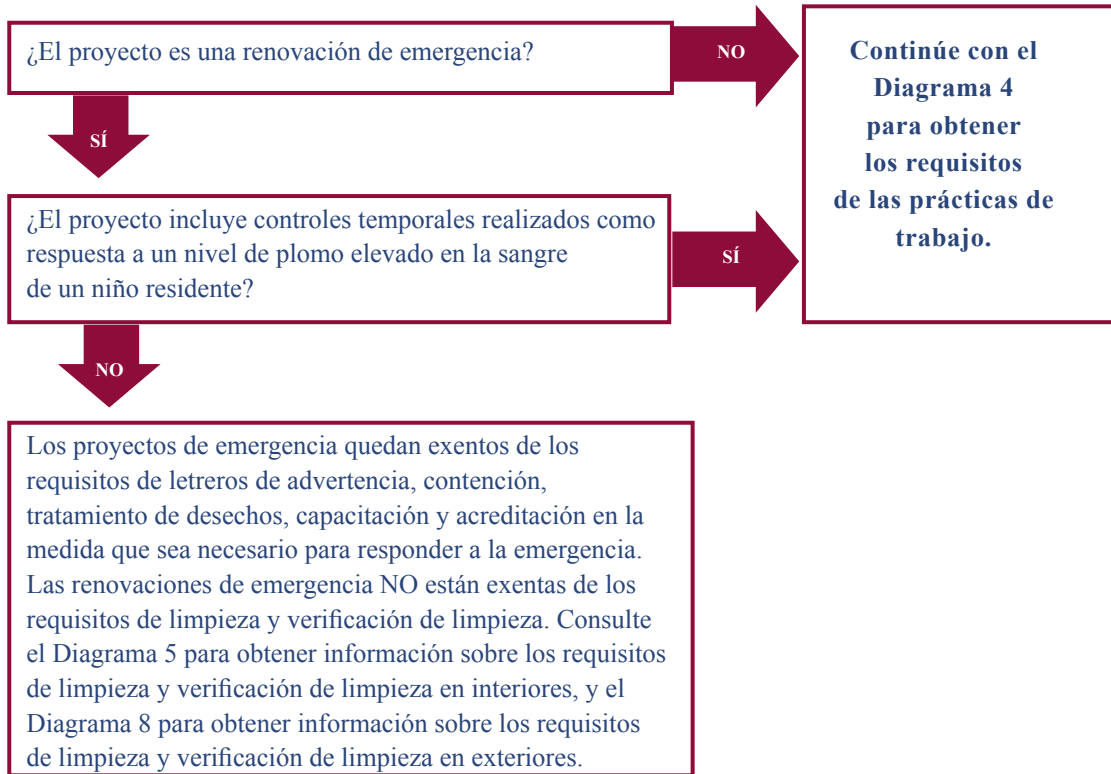 ¿El proyecto es una renovación de emergencia?
NO
SÍ
Continúe con el
Diagrama 4
para obtener
los requisitos
de las prácticas de
trabajo.
¿El proyecto incluye controles temporales realizados como
respuesta a un nivel de plomo elevado en la sangre
de un niño residente?
SÍ
NO
Los proyectos de emergencia quedan exentos de los
requisitos de letreros de advertencia, contención,
tratamiento de desechos, capacitación y acreditación en la
medida que sea necesario para responder a la emergencia.
Las renovaciones de emergencia NO están exentas de los
requisitos de limpieza y verificación de limpieza. Consulte
el Diagrama 5 para obtener información sobre los requisitos
de limpieza y verificación de limpieza en interiores, y el
Diagrama 8 para obtener información sobre los requisitos
de limpieza y verificación de limpieza en exteriores.